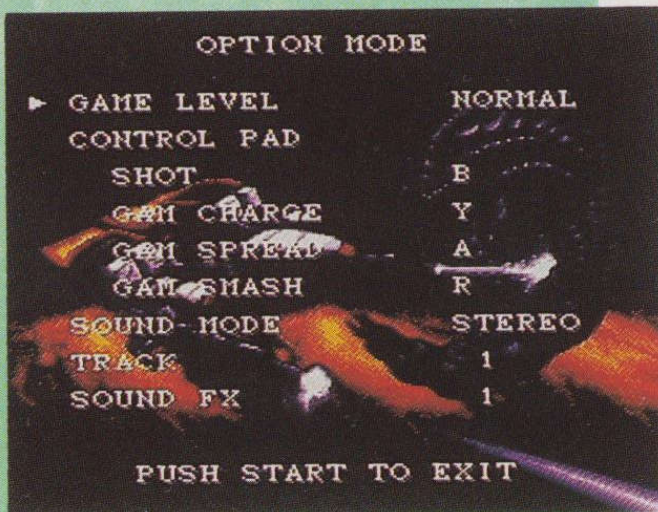 OPTION MODE
► GAME LEVEL NORMAL
CONTROL PAD
SHOT B
GAM CHARGE Y
GAM SPREAD A
GAM SMASH R
SOUND MODE STEREO
TRACK 1
SOUND FX 1
PUSH START TO EXIT